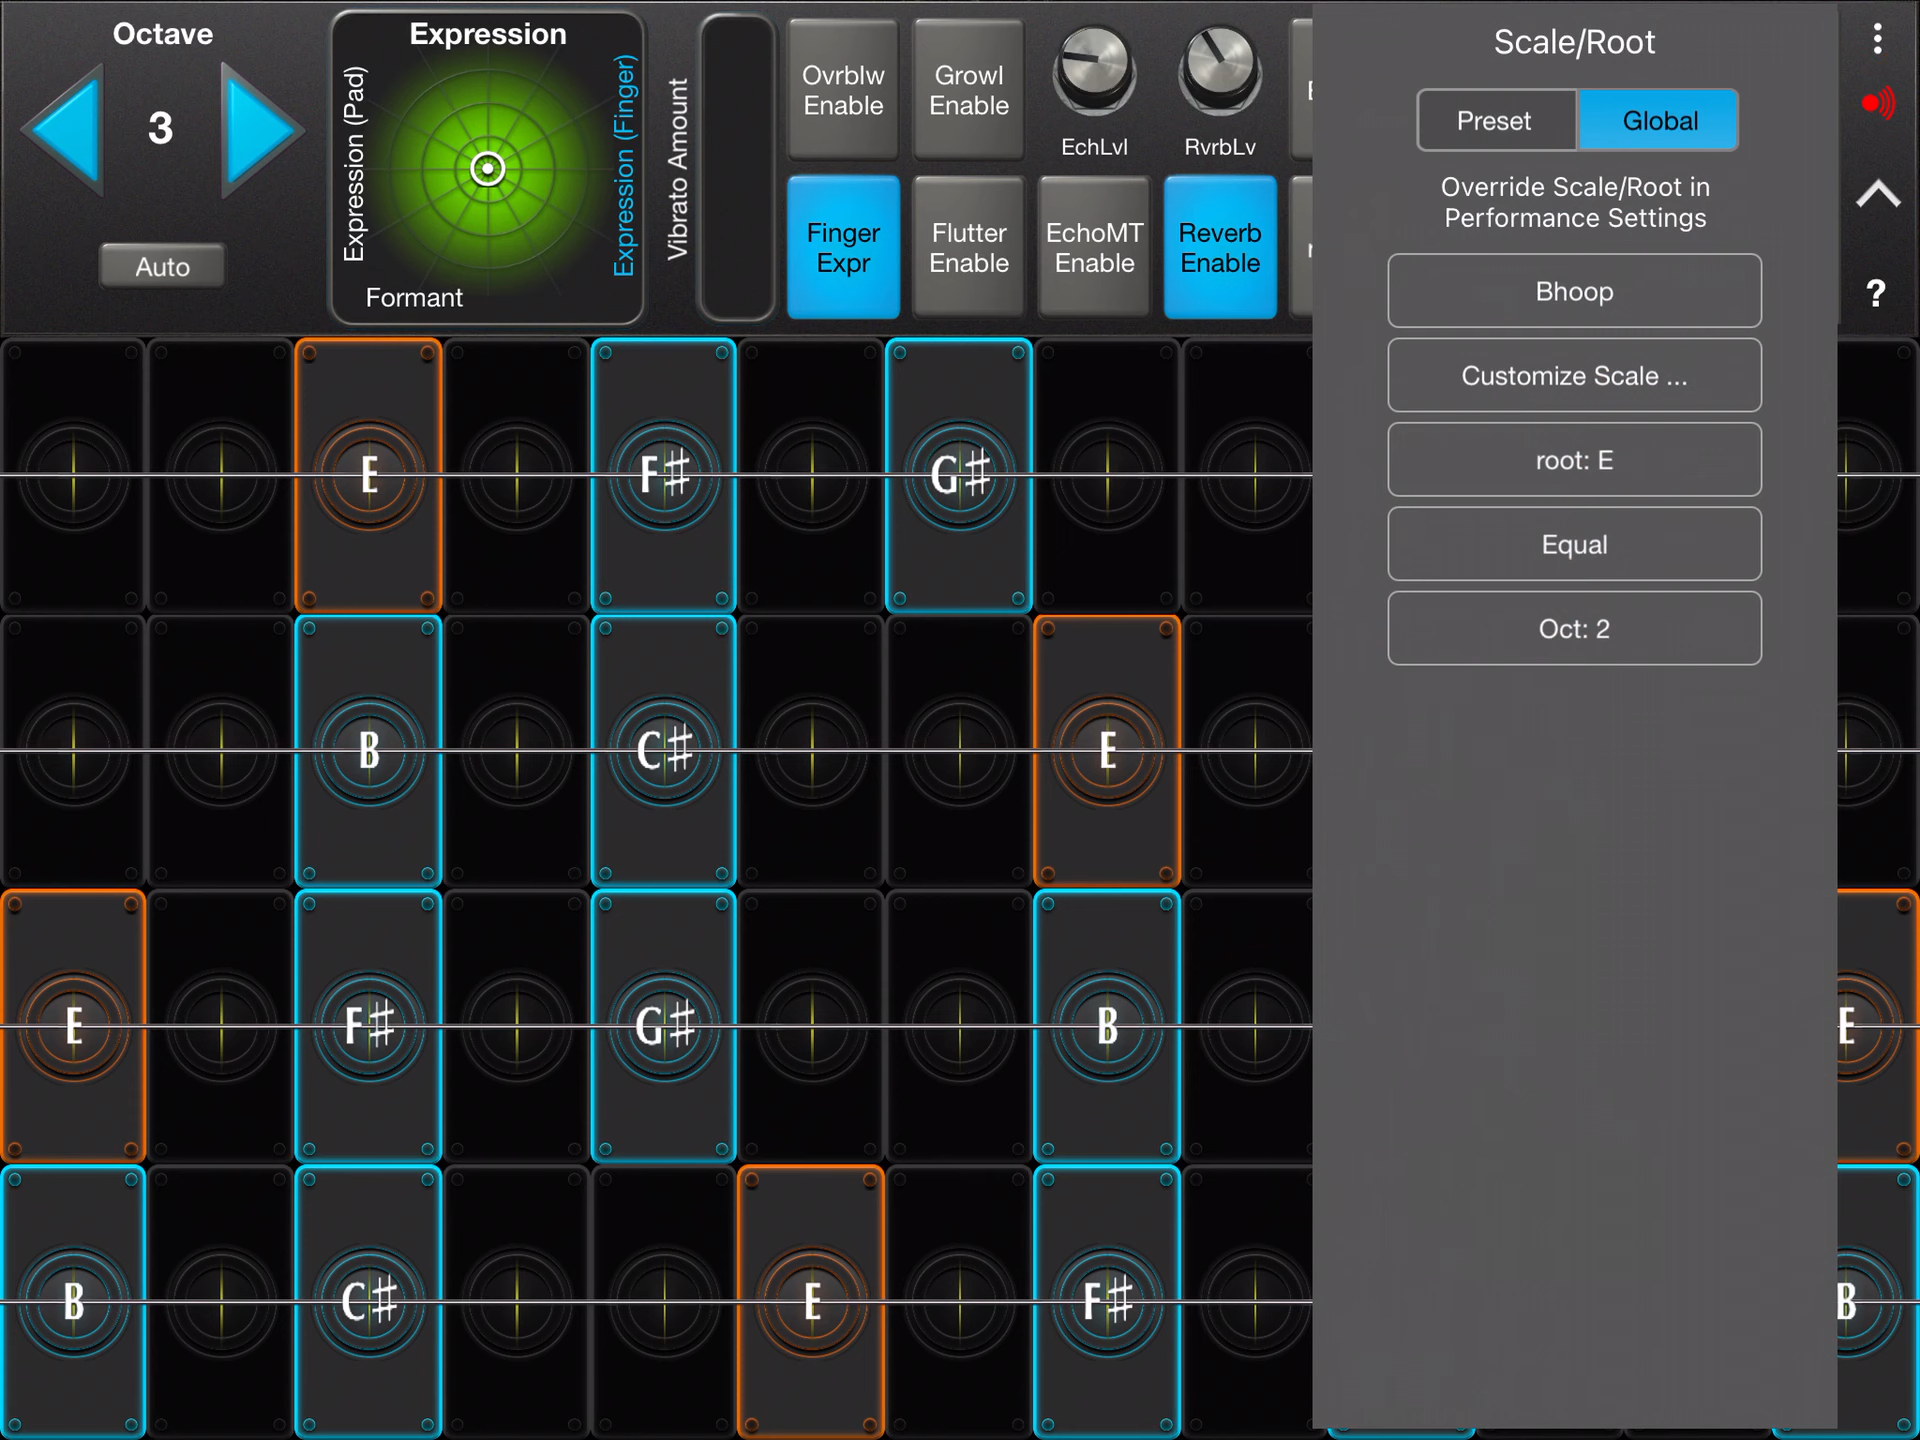 Octave
3
Auto
Expression
Expression (Pad)
Expression (Finger)
Formant
Vibrato Amount
Ovrblw
Enable
Growl
Enable
EchLvl
RvrbLv
Finger
Expr
Flutter
Enable
EchoMT
Enable
Reverb
Enable
Scale/Root
Preset
Global
Override Scale/Root in
Performance Settings
Bhoop
Customize Scale ...
root: E
Equal
Oct: 2
?
E
F♯
G♯
B
C♯
E
E
F♯
G♯
B
E
B
C♯
E
F♯
B